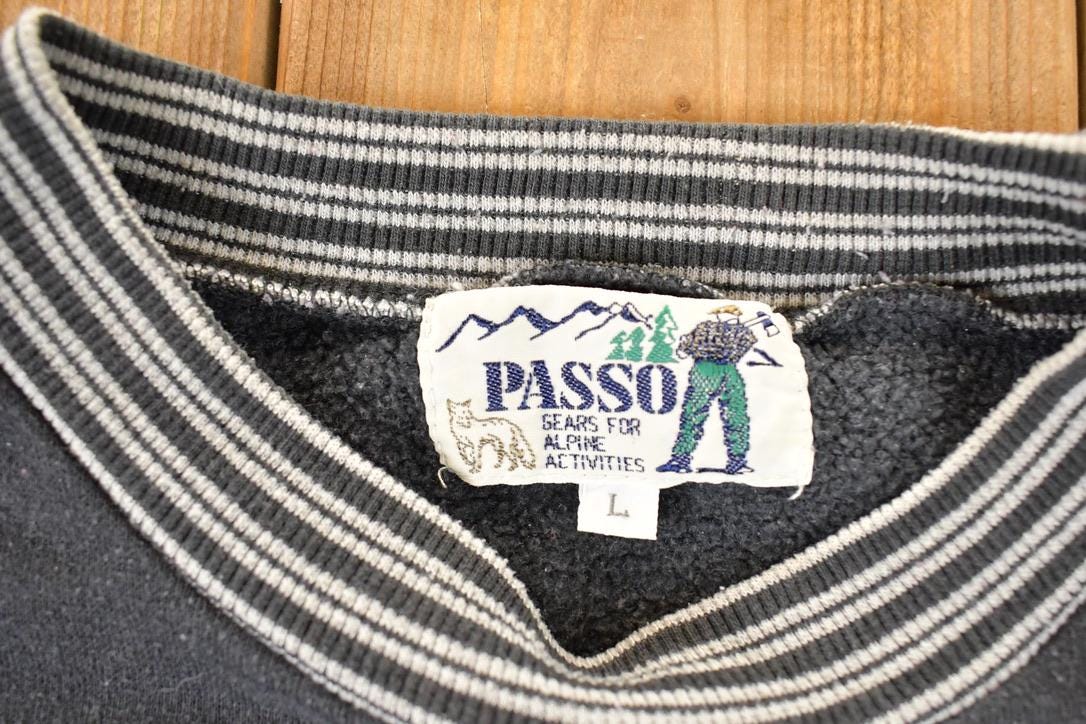 PASSO
GEARS FOR
ALPINE
ACTIVITIES
L